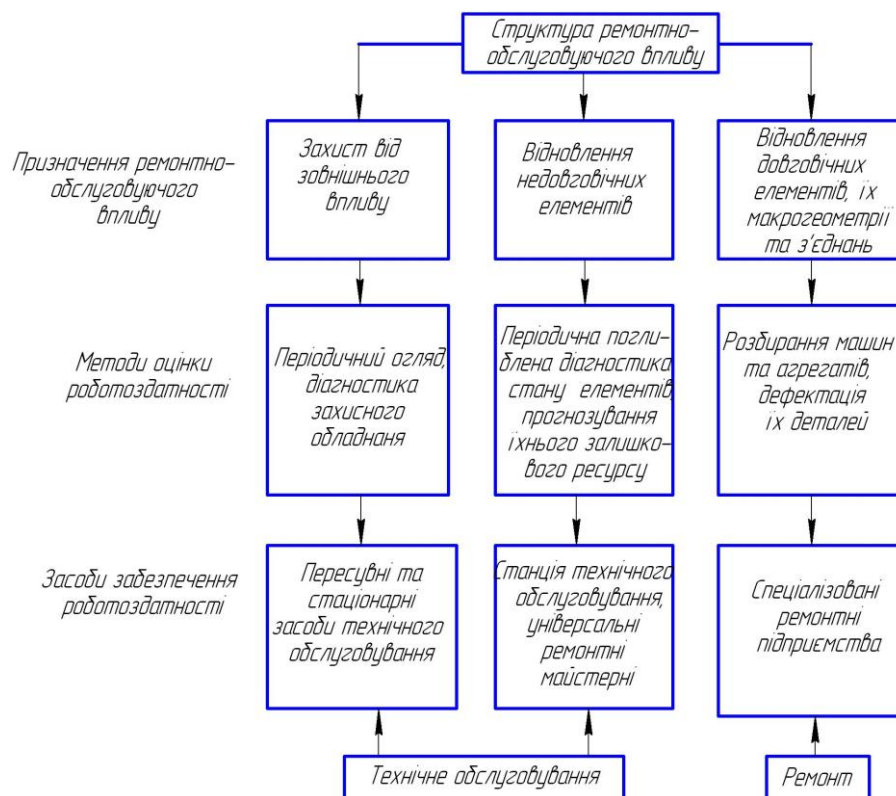 Структура ремонтно-
обслуговуючого впливу
Призначення ремонтно-
обслуговуючого
впливу
Захист від
зовнішнього
впливу
Відновлення
недовговічних
елементів
Відновлення
довговічних
елементів, їх
макрогеометрії
та з'єднань
Методи оцінки
роботоздатності
Періодичний огляд,
діагностика
захисного
обладнаня
Періодична погли-
блена діагностика
стану елементів,
прогнозування
їхнього залишко-
вого ресурсу
Розбирання машин
та агрегатів,
дефектація
їх деталей
Засоби забезпечення
роботоздатності
Пересувні та
стаціонарні
засоби технічного
обслуговування
Станція технічного
обслуговування,
універсальні
ремонтні
майстерні
Спеціалізовані
ремонтні
підприємства
Технічне обслуговування
Ремонт